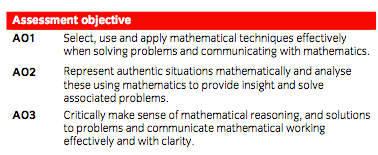 Assessment objective
AO1 Select, use and apply mathematical techniques effectively
when solving problems and communicating with mathematics.
AO2 Represent authentic situations mathematically and analyse
these using mathematics to provide insight and solve
associated problems.
AO3 Critically make sense of mathematical reasoning, and solutions
to problems and communicate mathematical working
effectively and with clarity.